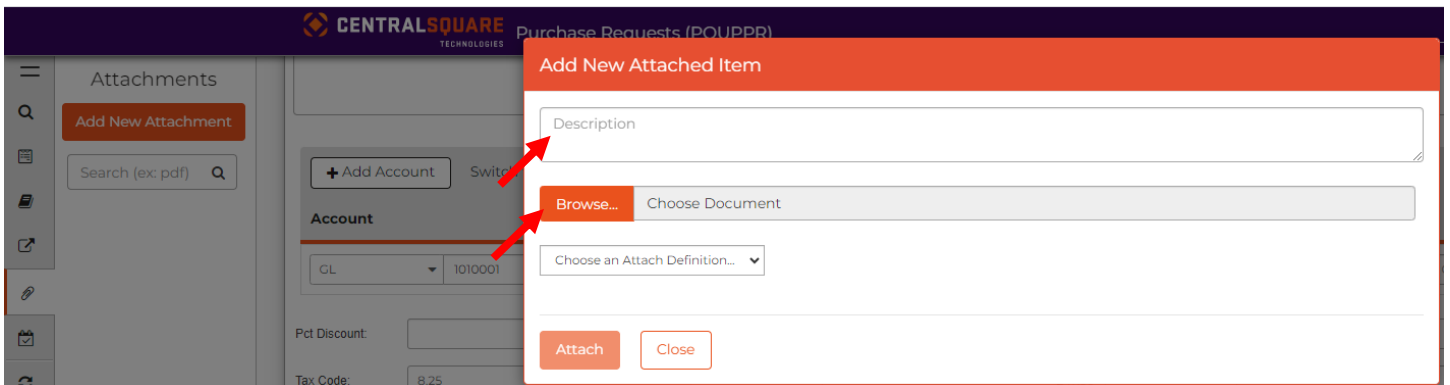 CENTRALSQUARE
TECHNOLOGIES
Purchase Requests (POUPPR)
Attachments
Add New Attachment
Search (ex: pdf)
+ Add Account
Switch
Account
GL
1010001
Pct Discount:
Tax Code:
8.25
Add New Attached Item
Description
Browse...
Choose Document
Choose an Attach Definition...
Attach
Close